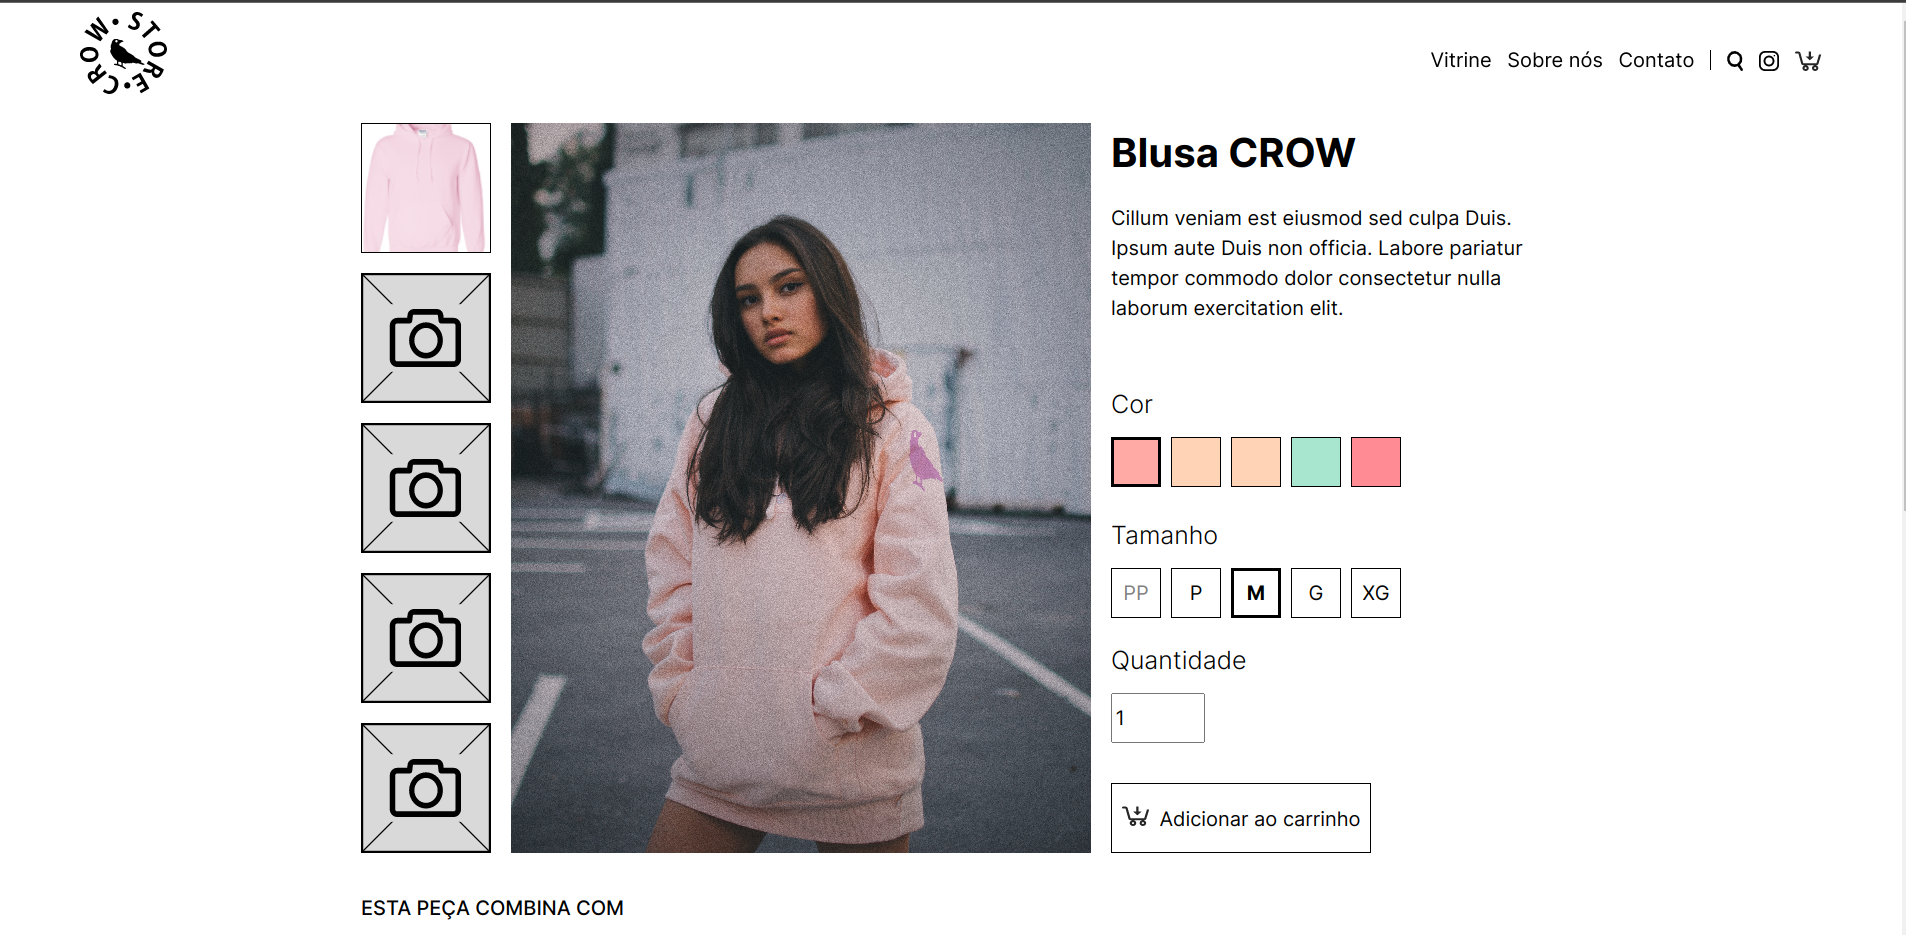 CROW • STORE •
Vitrine Sobre nós Contato
Blusa CROW
Cillum veniam est eiusmod sed culpa Duis.
Ipsum aute Duis non officia. Labore pariatur
tempor commodo dolor consectetur nulla
laborum exercitation elit.
Cor
Tamanho
PP P M G XG
Quantidade
1
Adicionar ao carrinho
ESTA PEÇA COMBINA COM